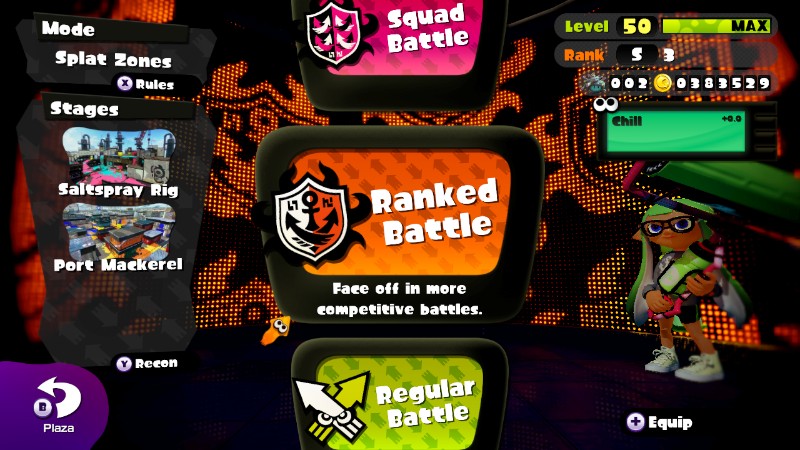 Mode
Splat Zones
X Rules
Stages
Saltspray Rig
Port Mackerel
Y Recon
B
Plaza
Squad
Battle
Ranked
Battle
Face off in more
competitive battles.
Regular
Battle
Level 50 MAX
Rank S 3
002 0383529
Chill +0.0
+ Equip